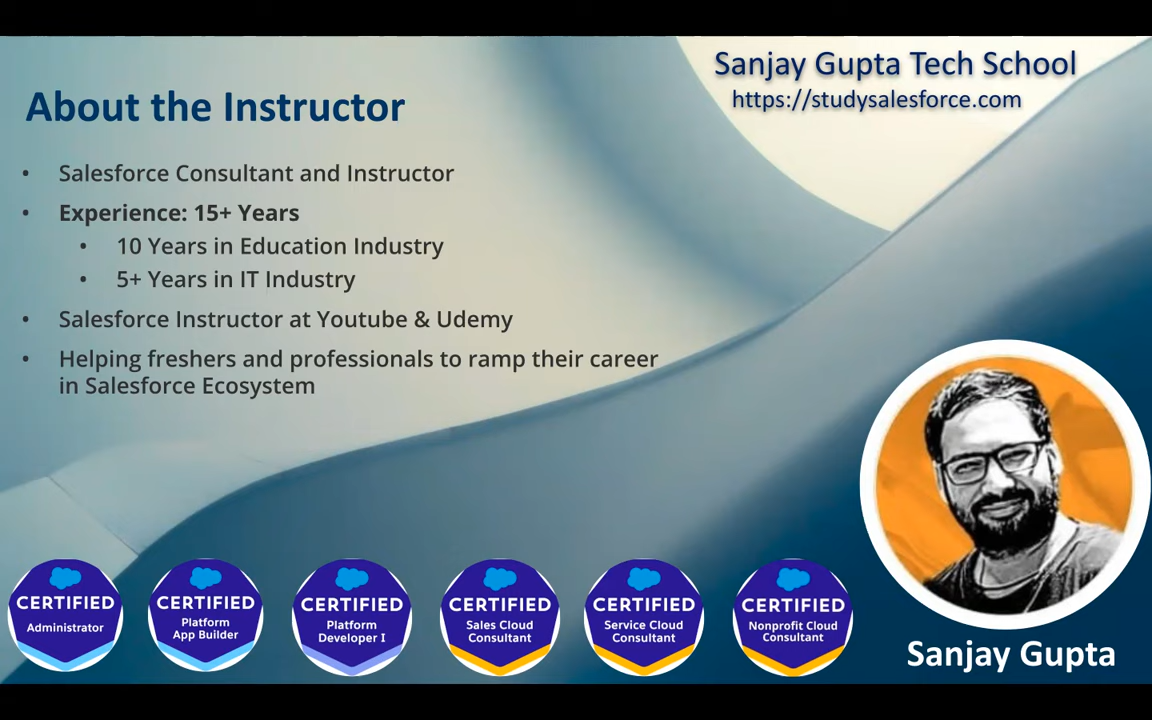 Sanjay Gupta Tech School
https://studysalesforce.com
About the Instructor
• Salesforce Consultant and Instructor
• Experience: 15+ Years
• 10 Years in Education Industry
• 5+ Years in IT Industry
• Salesforce Instructor at Youtube & Udemy
• Helping freshers and professionals to ramp their career
in Salesforce Ecosystem
CERTIFIED
Administrator
CERTIFIED
Platform
App Builder
CERTIFIED
Platform
Developer I
CERTIFIED
Sales Cloud
Consultant
CERTIFIED
Service Cloud
Consultant
CERTIFIED
Nonprofit Cloud
Consultant
Sanjay Gupta